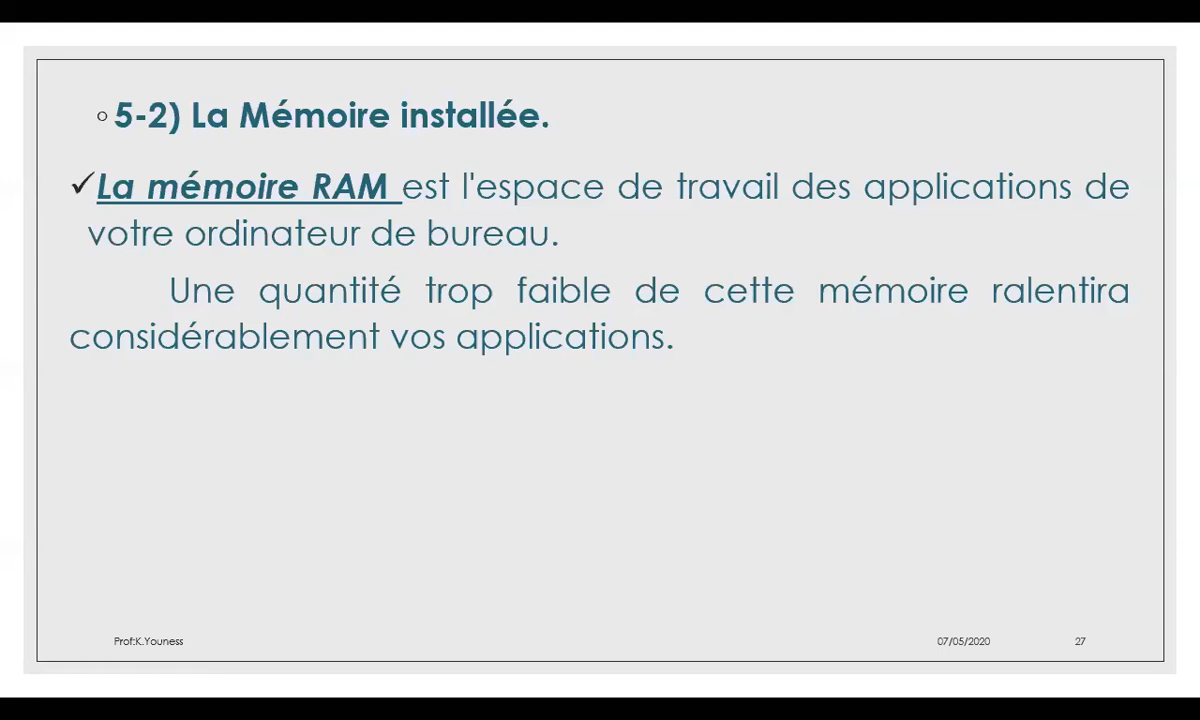 5-2) La Mémoire installée.
La mémoire RAM est l'espace de travail des applications de
votre ordinateur de bureau.
Une quantité trop faible de cette mémoire ralentira
considérablement vos applications.
Prof:K.Youness
07/05/2020
27